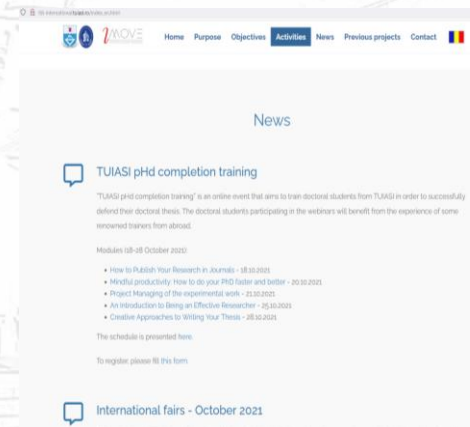 IMOVE
Home Purpose Objectives Activities News Previous projects Contact
News
TUIASI pHd completion training
"TUIASI pHd completion training" is an online event that aims to train doctoral students from TUIASI in order to successfully
defend their doctoral thesis. The doctoral students participating in the webinars will benefit from the experience of some
renowned trainers from abroad.
Modules (18-28 October 2021):
How to Publish Your Research in Journals - 18.10.2021
Mindful productivity: How to do your PhD faster and better - 20.10.2021
Project Managing of the experimental work - 21.10.2021
An Introduction to Being an Effective Researcher - 25.10.2021
Creative Approaches to Writing Your Thesis - 28.10.2021
The schedule is presented here.
To register, please fill this form.
International fairs - October 2021